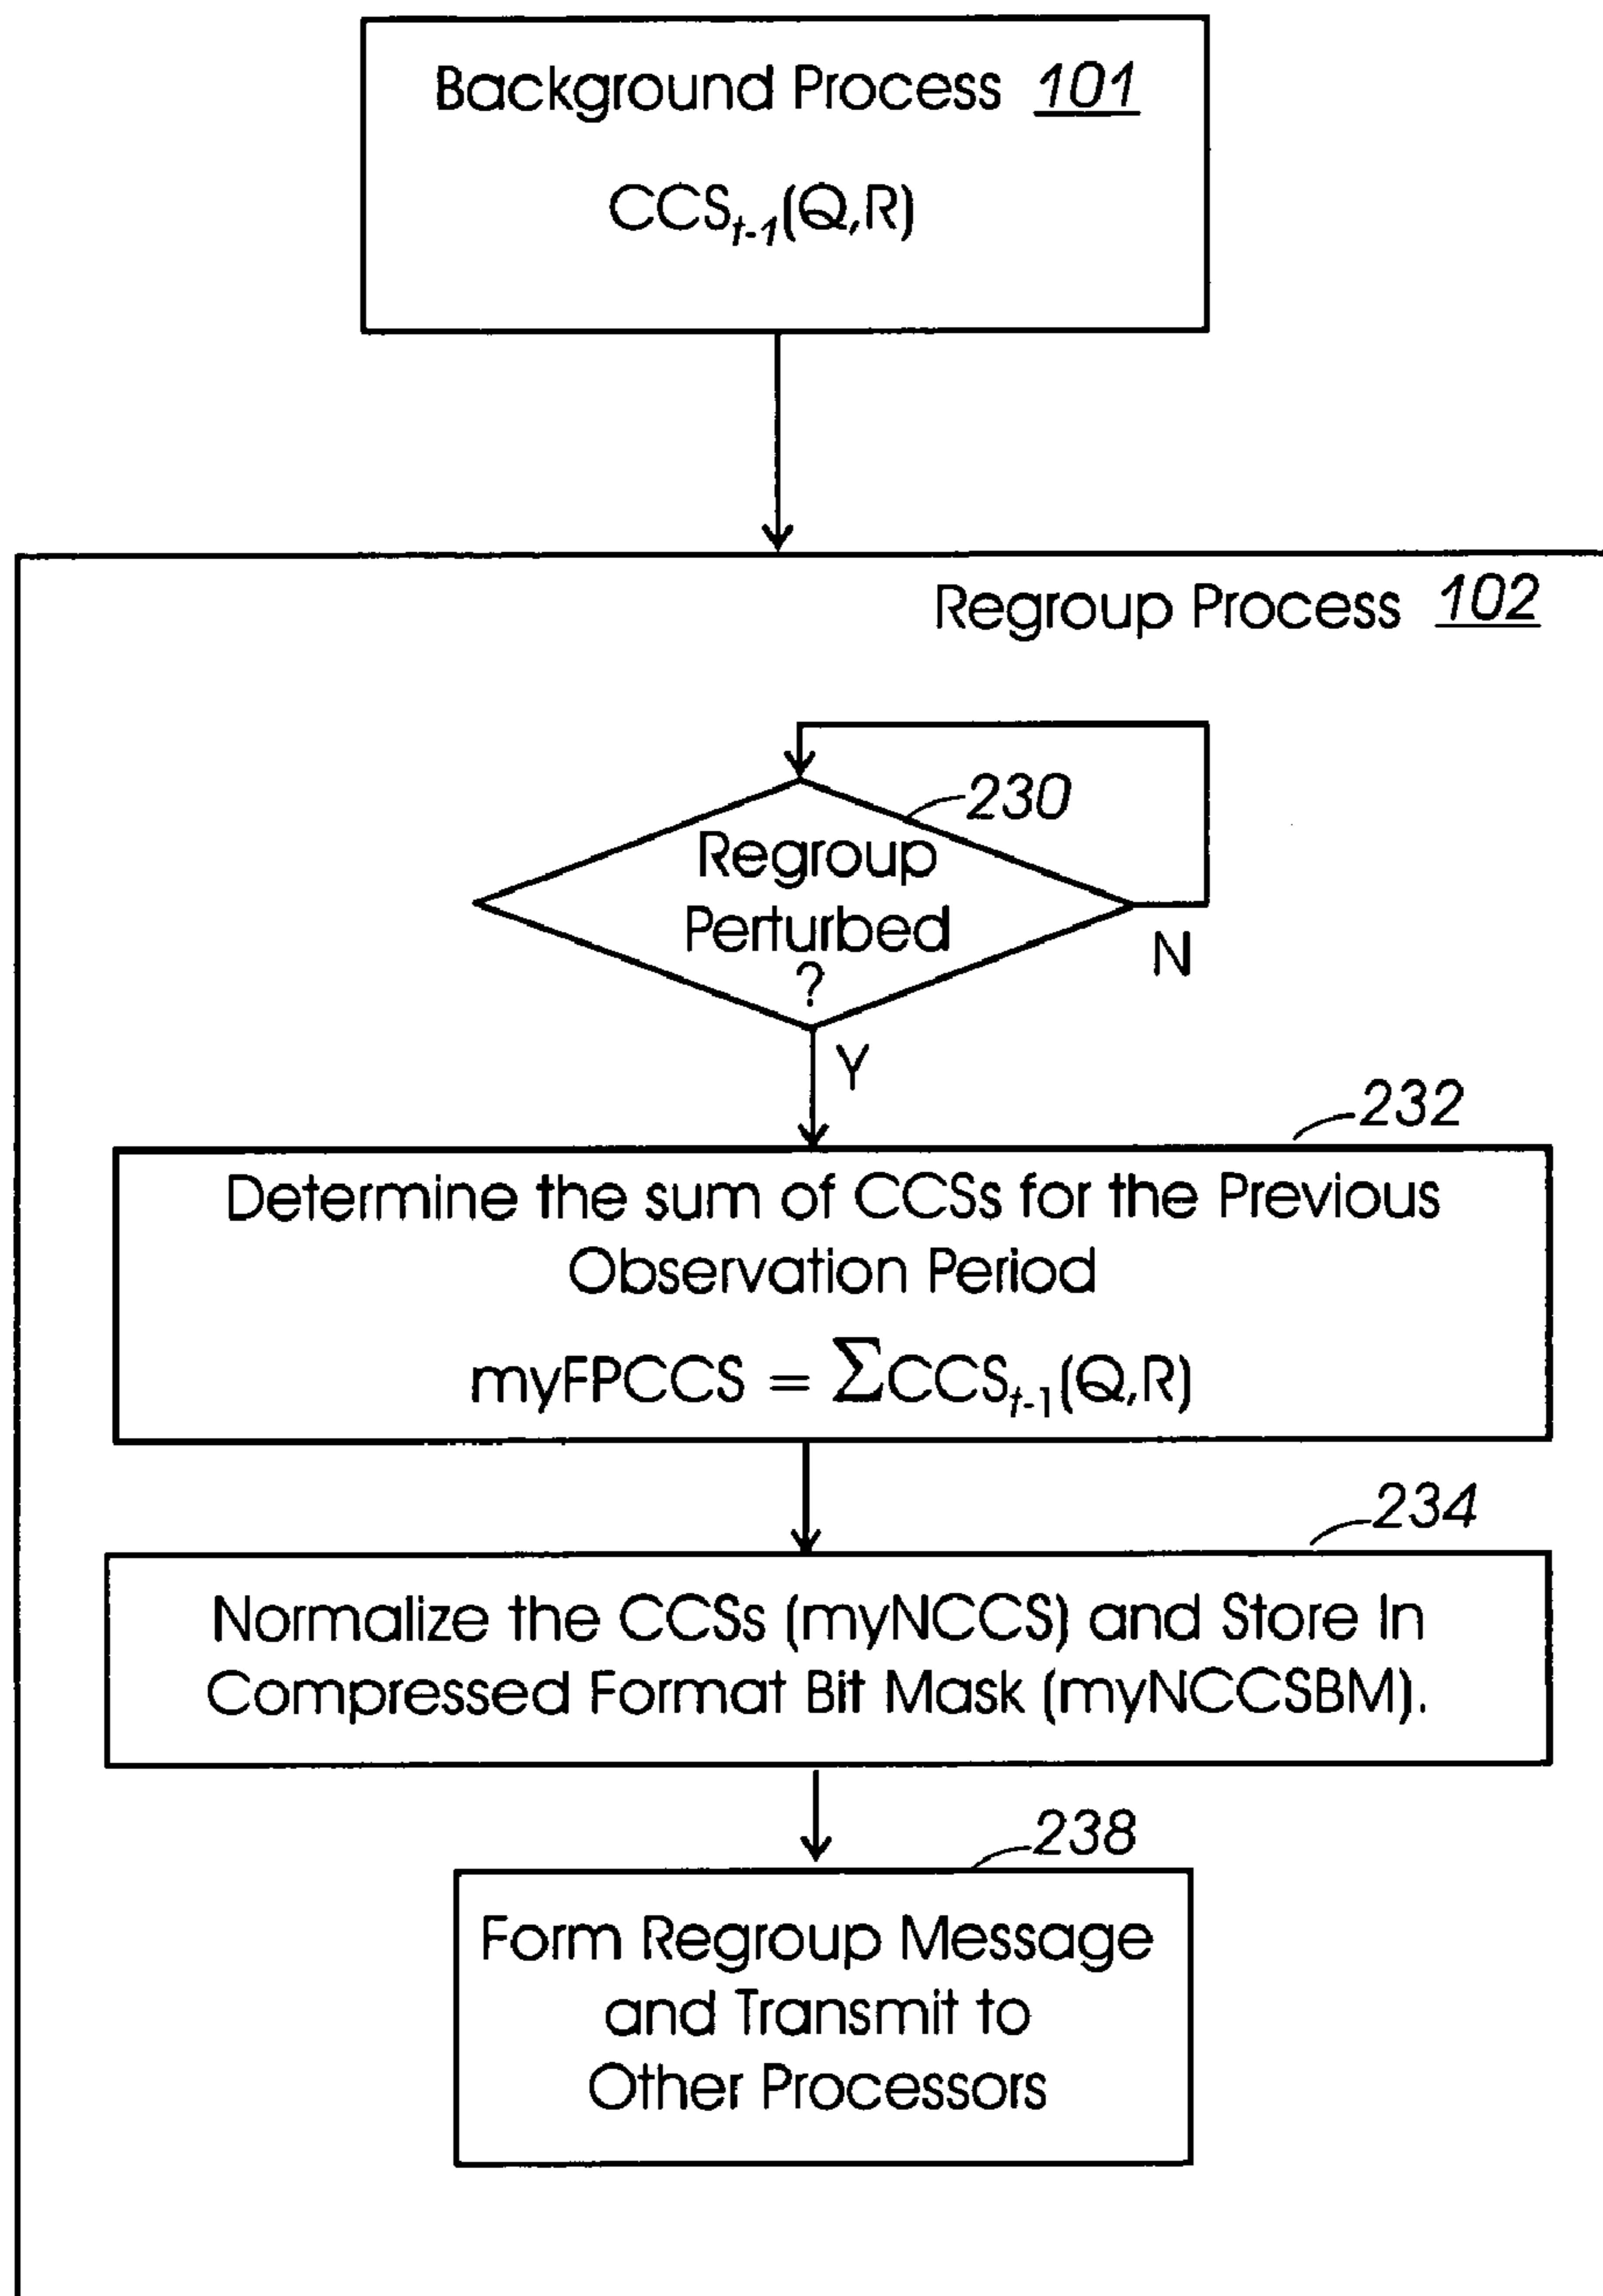 Background Process 101
CCSt-1(Q,R)
Regroup Process 102
230
Regroup
Perturbed
?
N
Y
232
Determine the sum of CCSs for the Previous
Observation Period
myFPCCS = ΣCCSt-1(Q,R)
234
Normalize the CCSs (myNCCS) and Store In
Compressed Format Bit Mask (myNCCSBM).
238
Form Regroup Message
and Transmit to
Other Processors